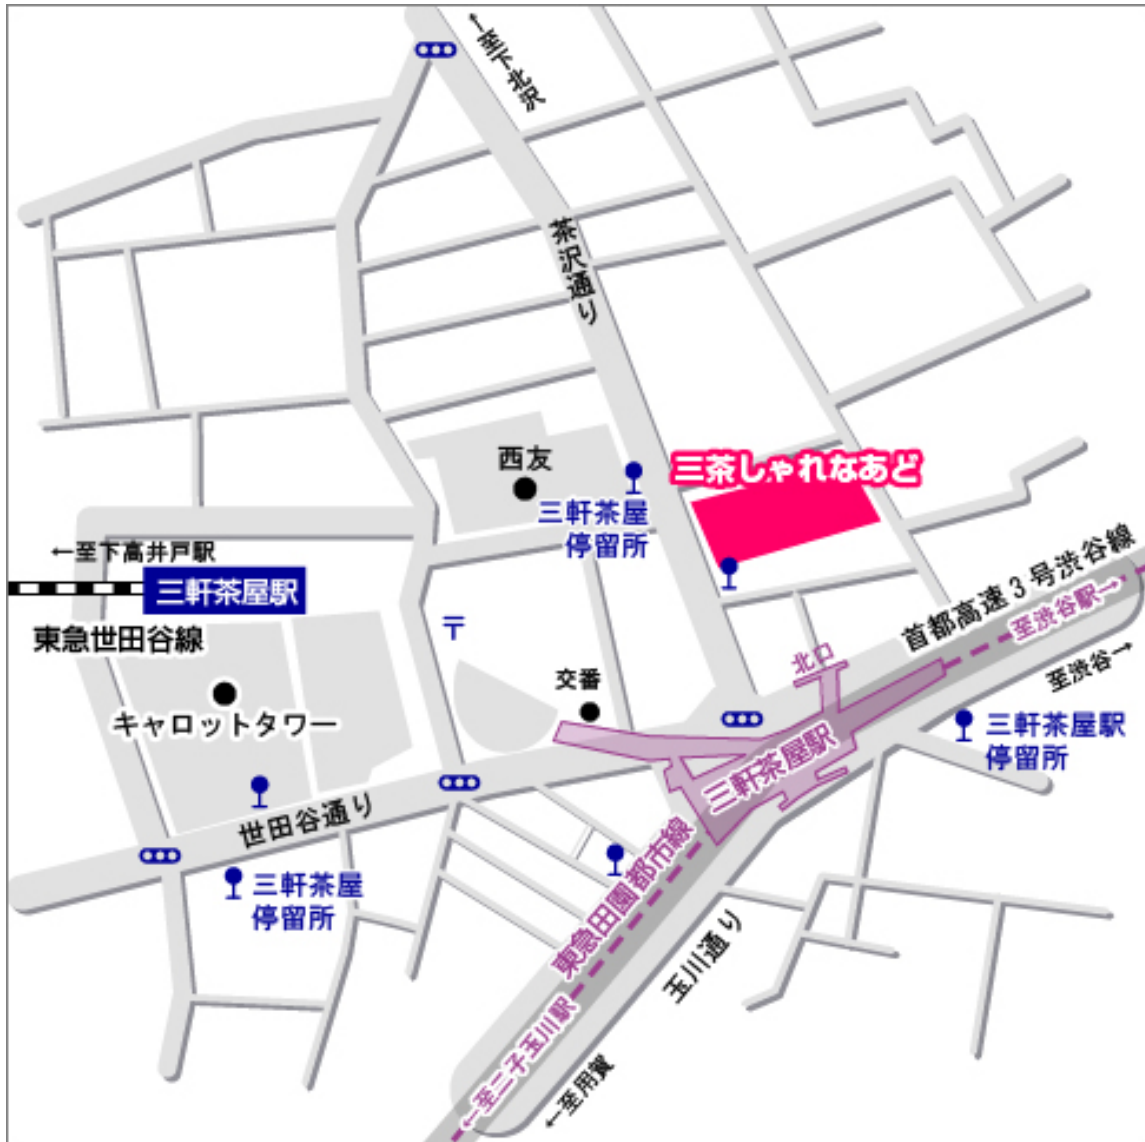 ←至下北沢
茶沢通り
三茶しゃれなあど
西友
三軒茶屋
停留所
←至下高井戸駅
三軒茶屋駅
東急世田谷線
〒
首都高速3号渋谷線
至渋谷駅→
至渋谷→
北口
交番
キャロットタワー
三軒茶屋駅
三軒茶屋駅
停留所
世田谷通り
三軒茶屋
停留所
東急田園都市線
玉川通り
←至二子玉川駅
←至用賀